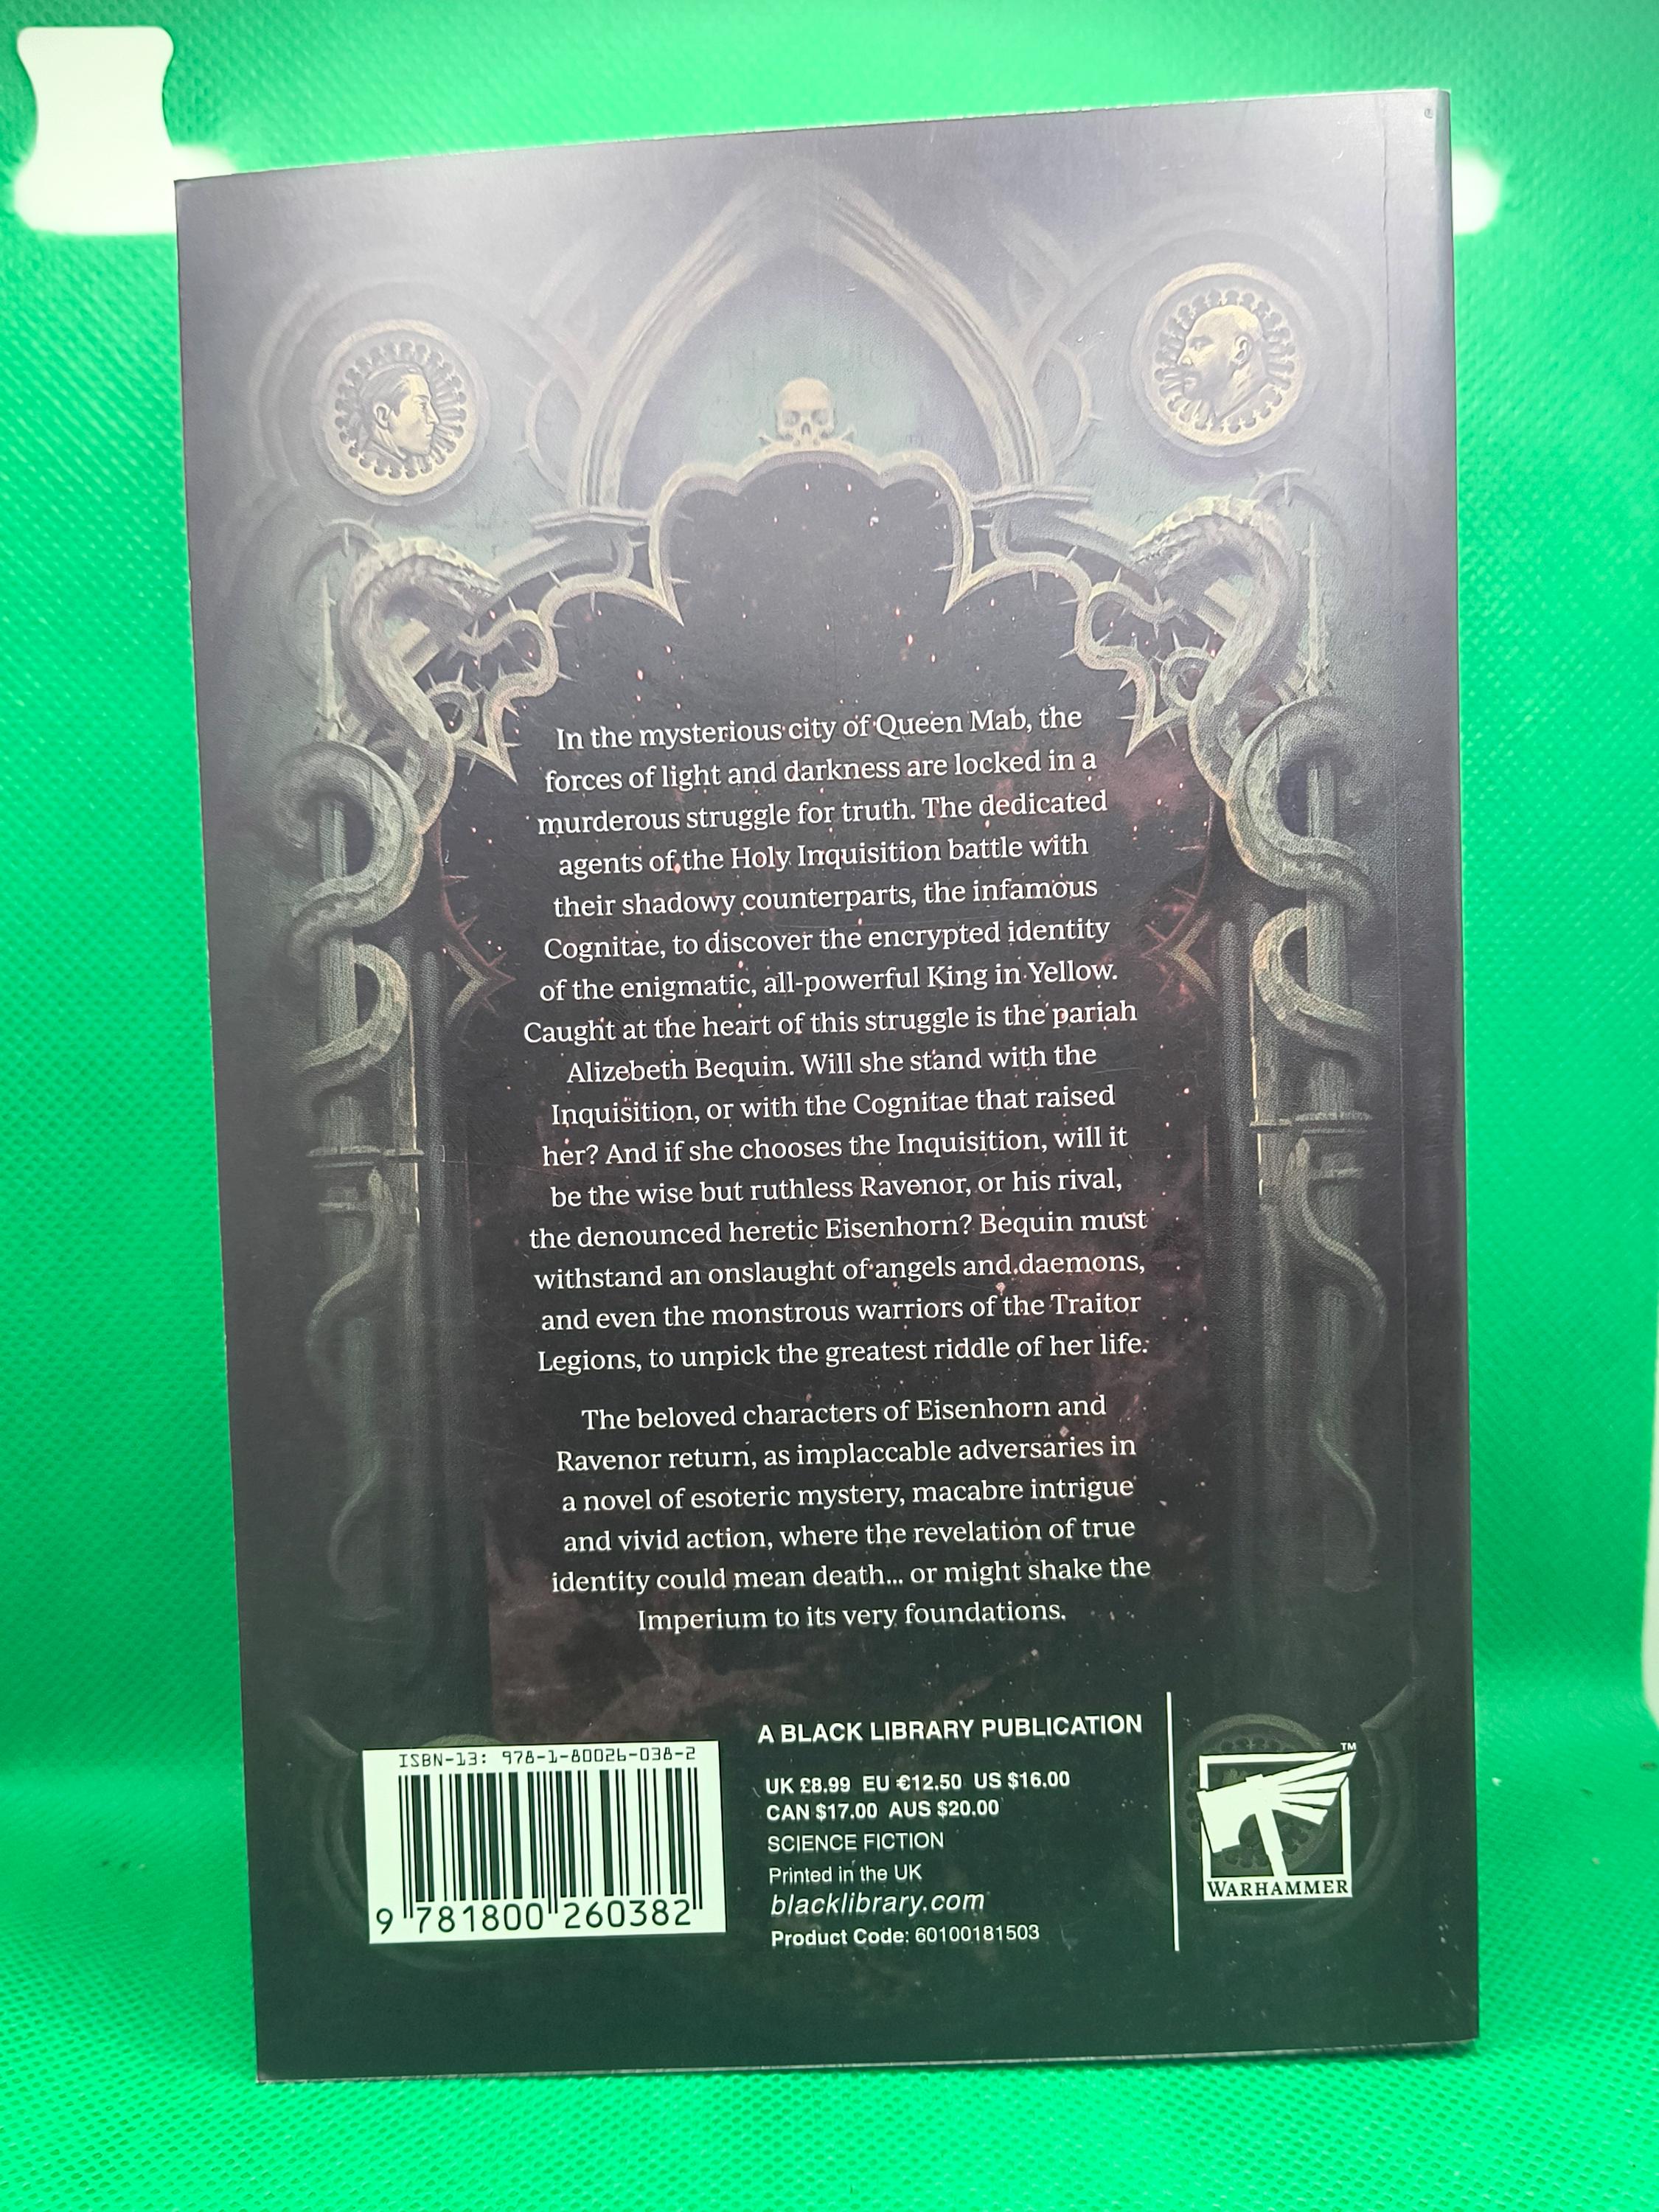 In the mysterious city of Queen Mab, the
forces of light and darkness are locked in a
murderous struggle for truth. The dedicated
agents of the Holy Inquisition battle with
their shadowy counterparts, the infamous
Cognitae, to discover the encrypted identity
of the enigmatic, all-powerful King in Yellow.
Caught at the heart of this struggle is the pariah
Alizebeth Bequin. Will she stand with the
Inquisition, or with the Cognitae that raised
her? And if she chooses the Inquisition, will it
be the wise but ruthless Ravenor, or his rival,
the denounced heretic Eisenhorn? Bequin must
withstand an onslaught of angels and daemons,
and even the monstrous warriors of the Traitor
Legions, to unpick the greatest riddle of her life.
The beloved characters of Eisenhorn and
Ravenor return, as implaccable adversaries in
a novel of esoteric mystery, macabre intrigue
and vivid action, where the revelation of true
identity could mean death... or might shake the
Imperium to its very foundations.
ISBN-13: 978-1-80026-038-2
9 781800 260382
A BLACK LIBRARY PUBLICATION
UK £8.99 EU €12.50 US $16.00
CAN $17.00 AUS $20.00
SCIENCE FICTION
Printed in the UK
blacklibrary.com
Product Code: 60100181503
TM
WARHAMMER